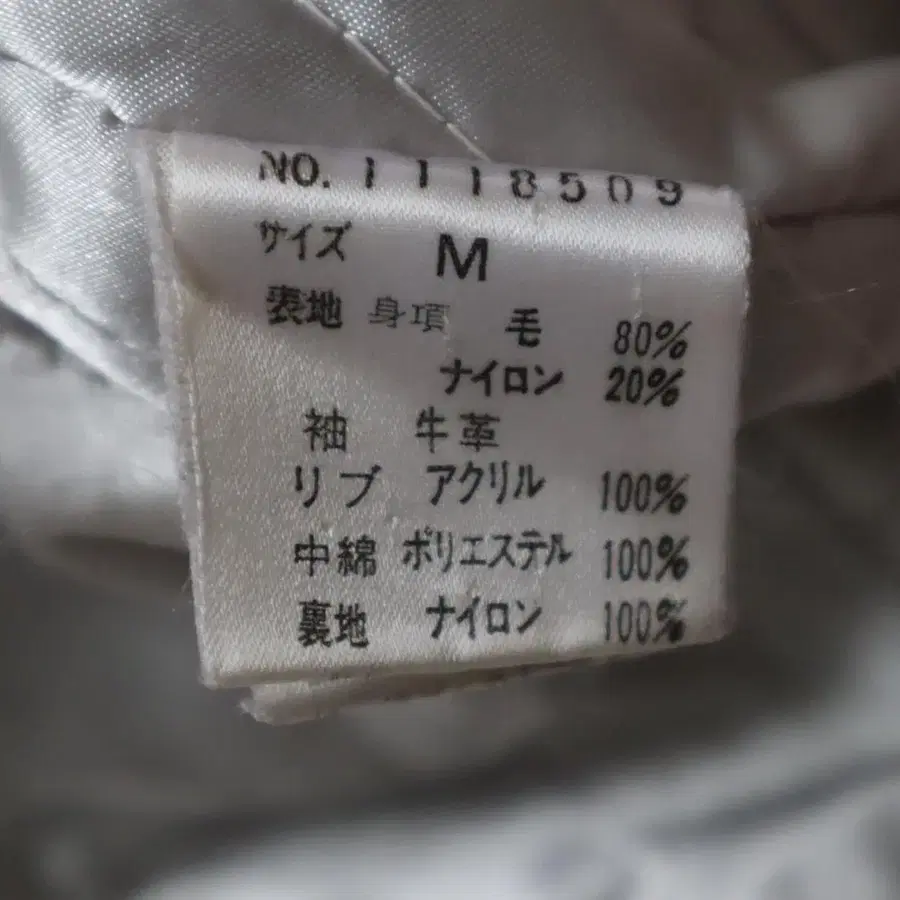 NO. 1118509
サイズ M
表地 身項 毛 80%
ナイロン 20%
袖 牛革
リブ アクリル 100%
中綿 ポリエステル 100%
裏地 ナイロン 100%